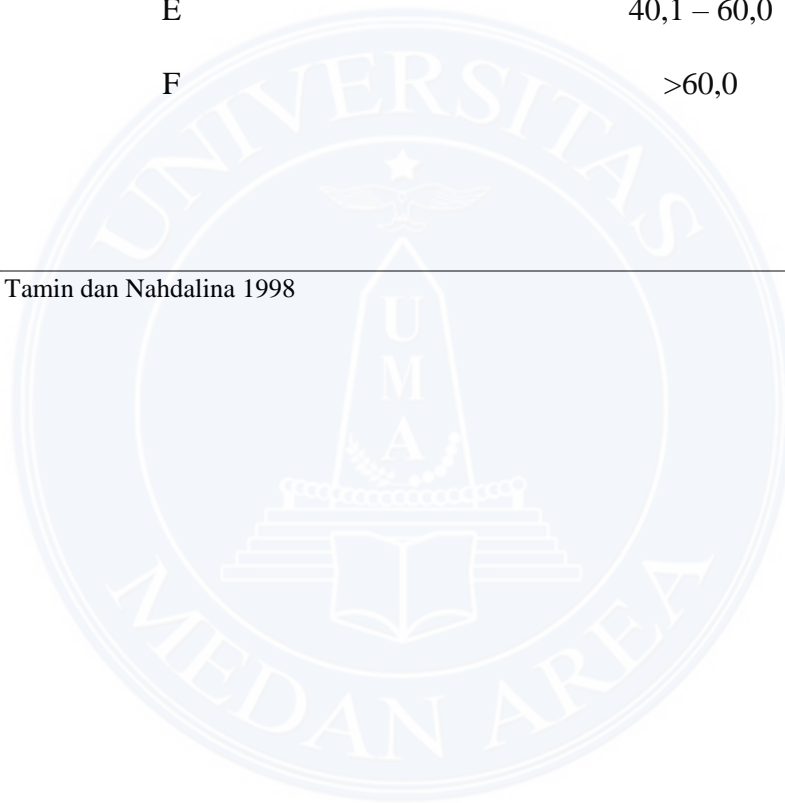 E 40,1 – 60,0
F >60,0
Tamin dan Nahdalina 1998
UNIVERSITAS
U
M
A
MEDAN AREA